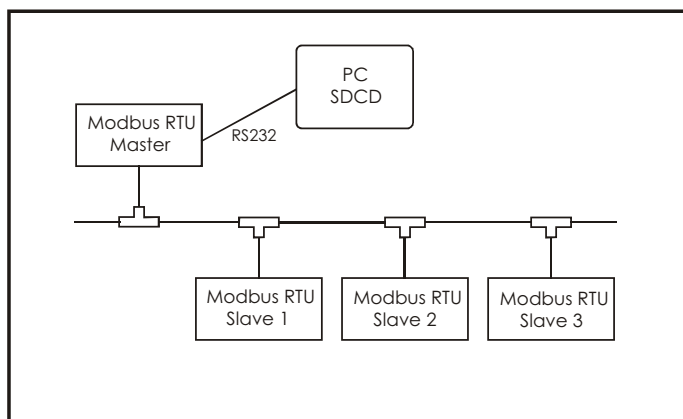 PC
SDCD
Modbus RTU
Master
RS232
Modbus RTU
Slave 1
Modbus RTU
Slave 2
Modbus RTU
Slave 3